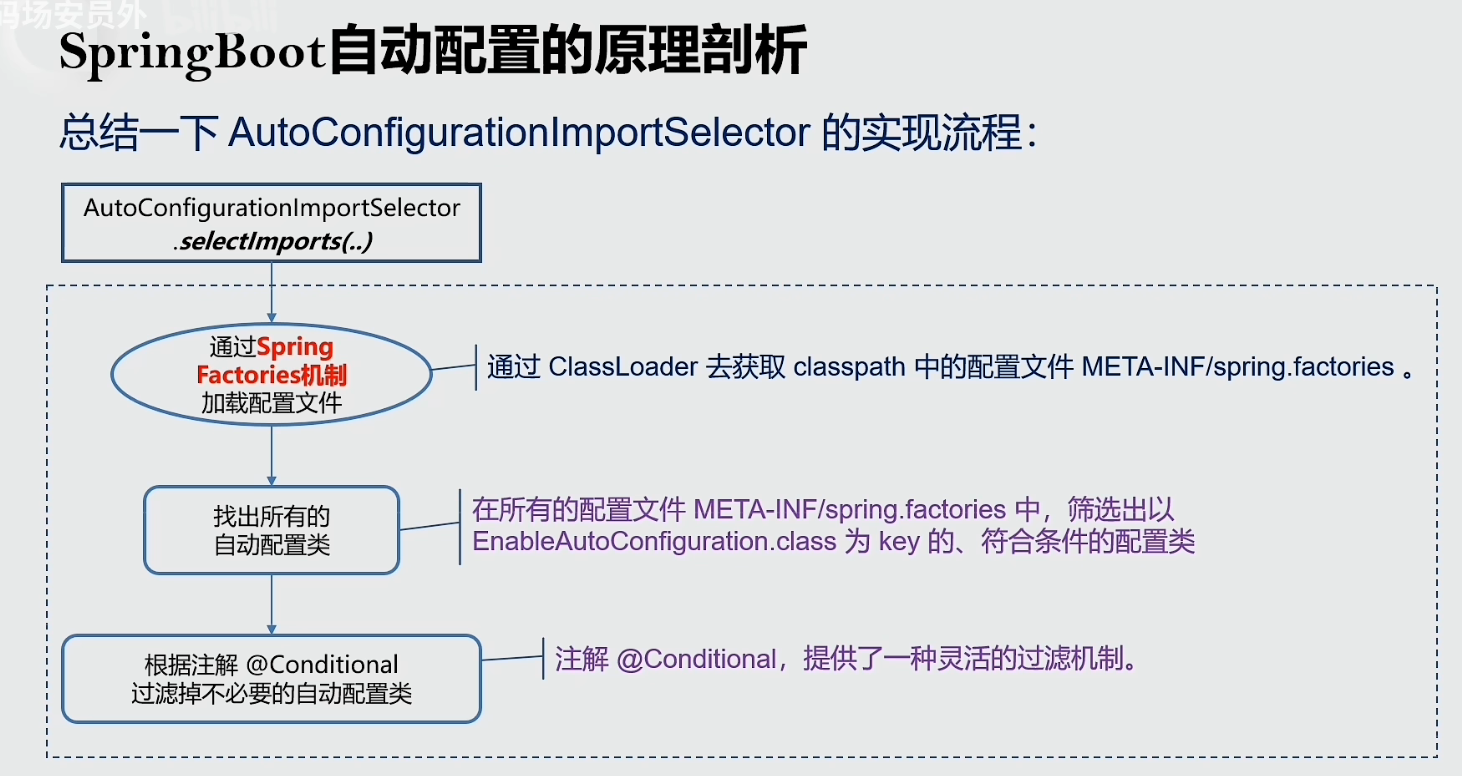 码场安员外 bilibili
SpringBoot自动配置的原理剖析
总结一下 AutoConfigurationImportSelector 的实现流程：
AutoConfigurationImportSelector
.selectImports(..)
通过Spring
Factories机制
加载配置文件
通过 ClassLoader 去获取 classpath 中的配置文件 META-INF/spring.factories 。
找出所有的
自动配置类
在所有的配置文件 META-INF/spring.factories 中，筛选出以
EnableAutoConfiguration.class 为 key 的、符合条件的配置类
根据注解 @Conditional
过滤掉不必要的自动配置类
注解 @Conditional，提供了一种灵活的过滤机制。